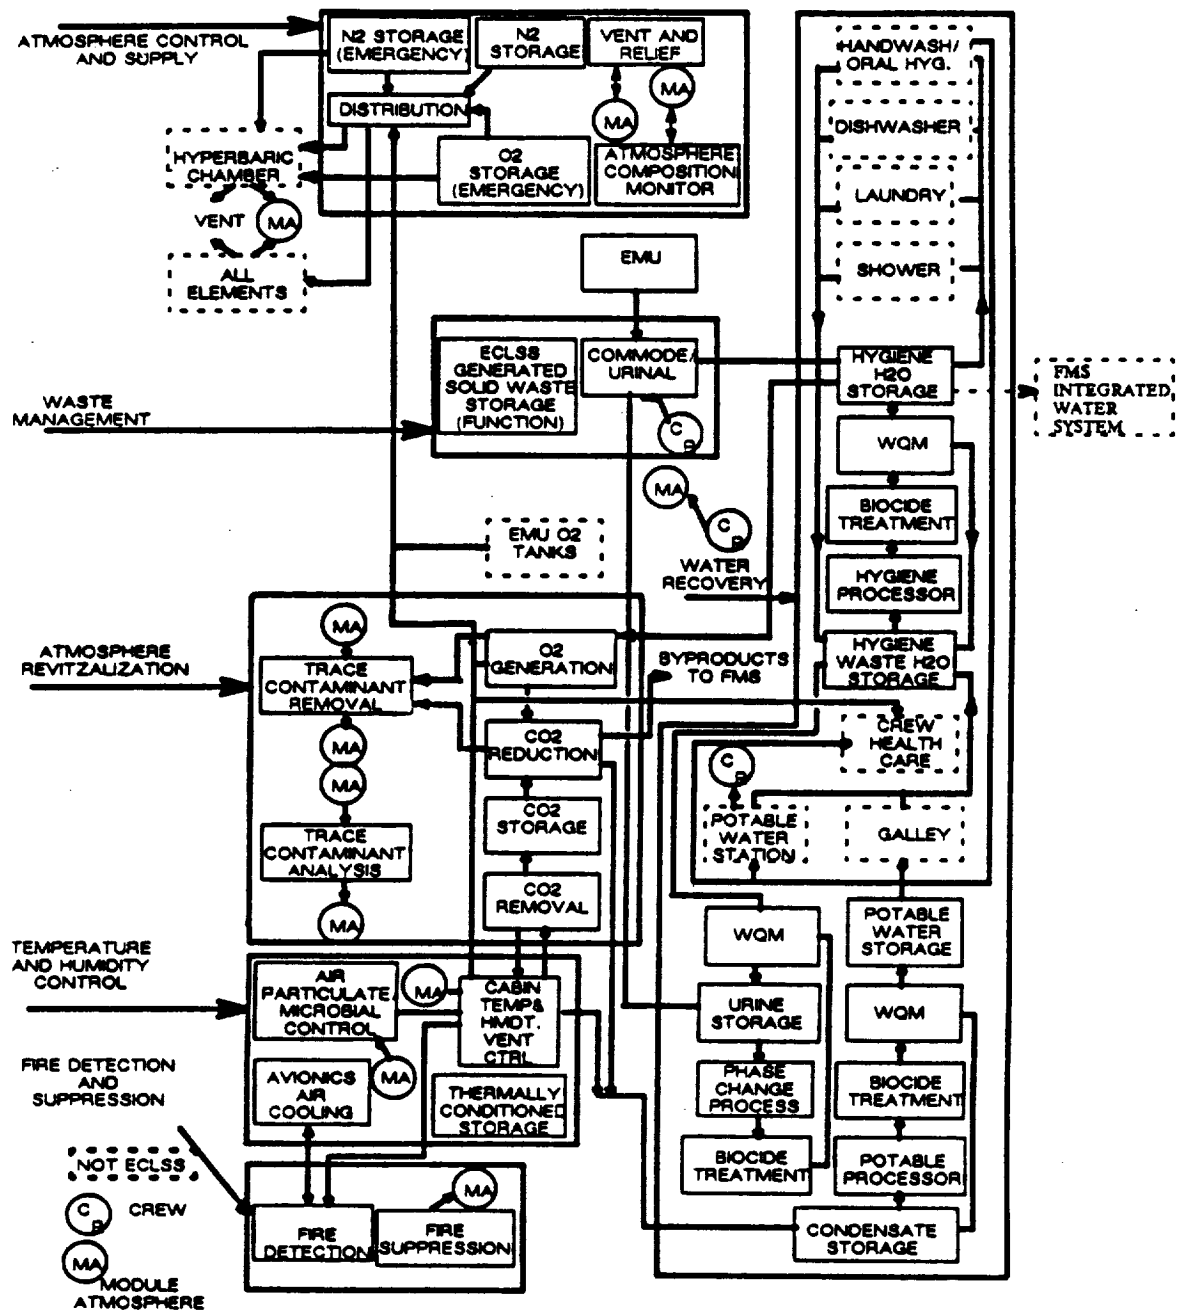 ATMOSPHERE CONTROL
AND SUPPLY
N2 STORAGE
(EMERGENCY)
N2
STORAGE
VENT AND
RELIEF
MA
MA
DISTRIBUTION
O2
STORAGE
(EMERGENCY)
ATMOSPHERE
COMPOSITION
MONITOR
HYPERBARIC
CHAMBER
VENT
MA
ALL
ELEMENTS
HANDWASH/
ORAL HYG.
DISHWASHER
LAUNDRY
SHOWER
EMU
WASTE
MANAGEMENT
ECLSS
GENERATED
SOLID WASTE
STORAGE
(FUNCTION)
COMMODE/
URINAL
C
R
MA
C
R
HYGIENE
H2O
STORAGE
FMS
INTEGRATED
WATER
SYSTEM
WQM
BIOCIDE
TREATMENT
HYGIENE
PROCESSOR
HYGIENE
WASTE H2O
STORAGE
EMU O2
TANKS
WATER
RECOVERY
ATMOSPHERE
REVITZALIZATION
MA
TRACE
CONTAMINANT
REMOVAL
MA
MA
TRACE
CONTAMINANT
ANALYSIS
MA
O2
GENERATION
BYPRODUCTS
TO FMS
CO2
REDUCTION
CO2
STORAGE
CO2
REMOVAL
CREW
HEALTH
CARE
C
R
POTABLE
WATER
STATION
GALLEY
TEMPERATURE
AND HUMIDITY
CONTROL
AIR
PARTICULATE/
MICROBIAL
CONTROL
MA
CABIN
TEMP&
HMDT.
VENT
CTRL
MA
AVIONICS
AIR
COOLING
THERMALLY
CONDITIONED
STORAGE
WQM
URINE
STORAGE
PHASE
CHANGE
PROCESS
BIOCIDE
TREATMENT
POTABLE
WATER
STORAGE
WQM
BIOCIDE
TREATMENT
POTABLE
PROCESSOR
CONDENSATE
STORAGE
FIRE DETECTION
AND
SUPPRESSION
FIRE
DETECTION
FIRE
SUPPRESSION
MA
NOT ECLSS
C
R
CREW
MA
MODULE
ATMOSPHERE